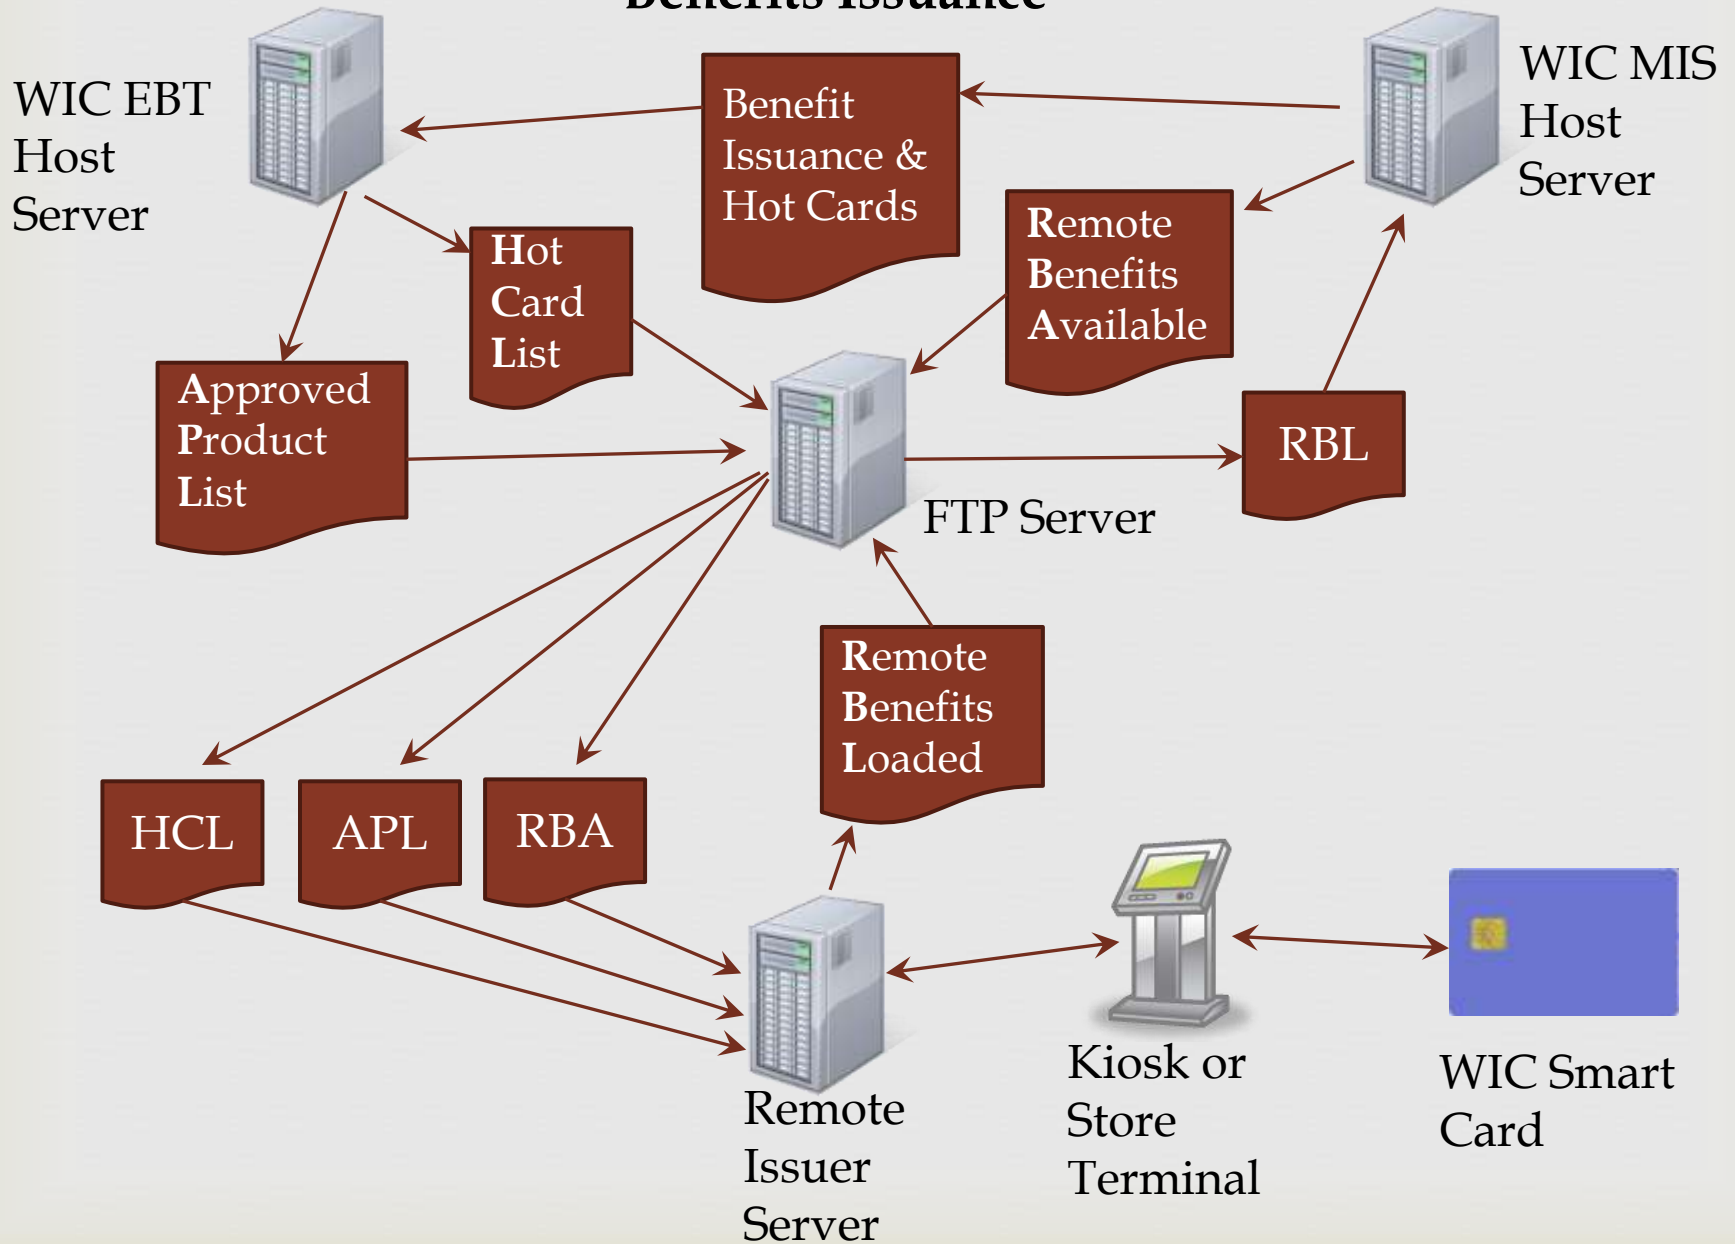 Benefits Issuance
WIC EBT
Host
Server
Benefit
Issuance &
Hot Cards
WIC MIS
Host
Server
Hot
Card
List
Remote
Benefits
Available
Approved
Product
List
RBL
FTP Server
Remote
Benefits
Loaded
HCL
APL
RBA
Remote
Issuer
Server
Kiosk or
Store
Terminal
WIC Smart
Card